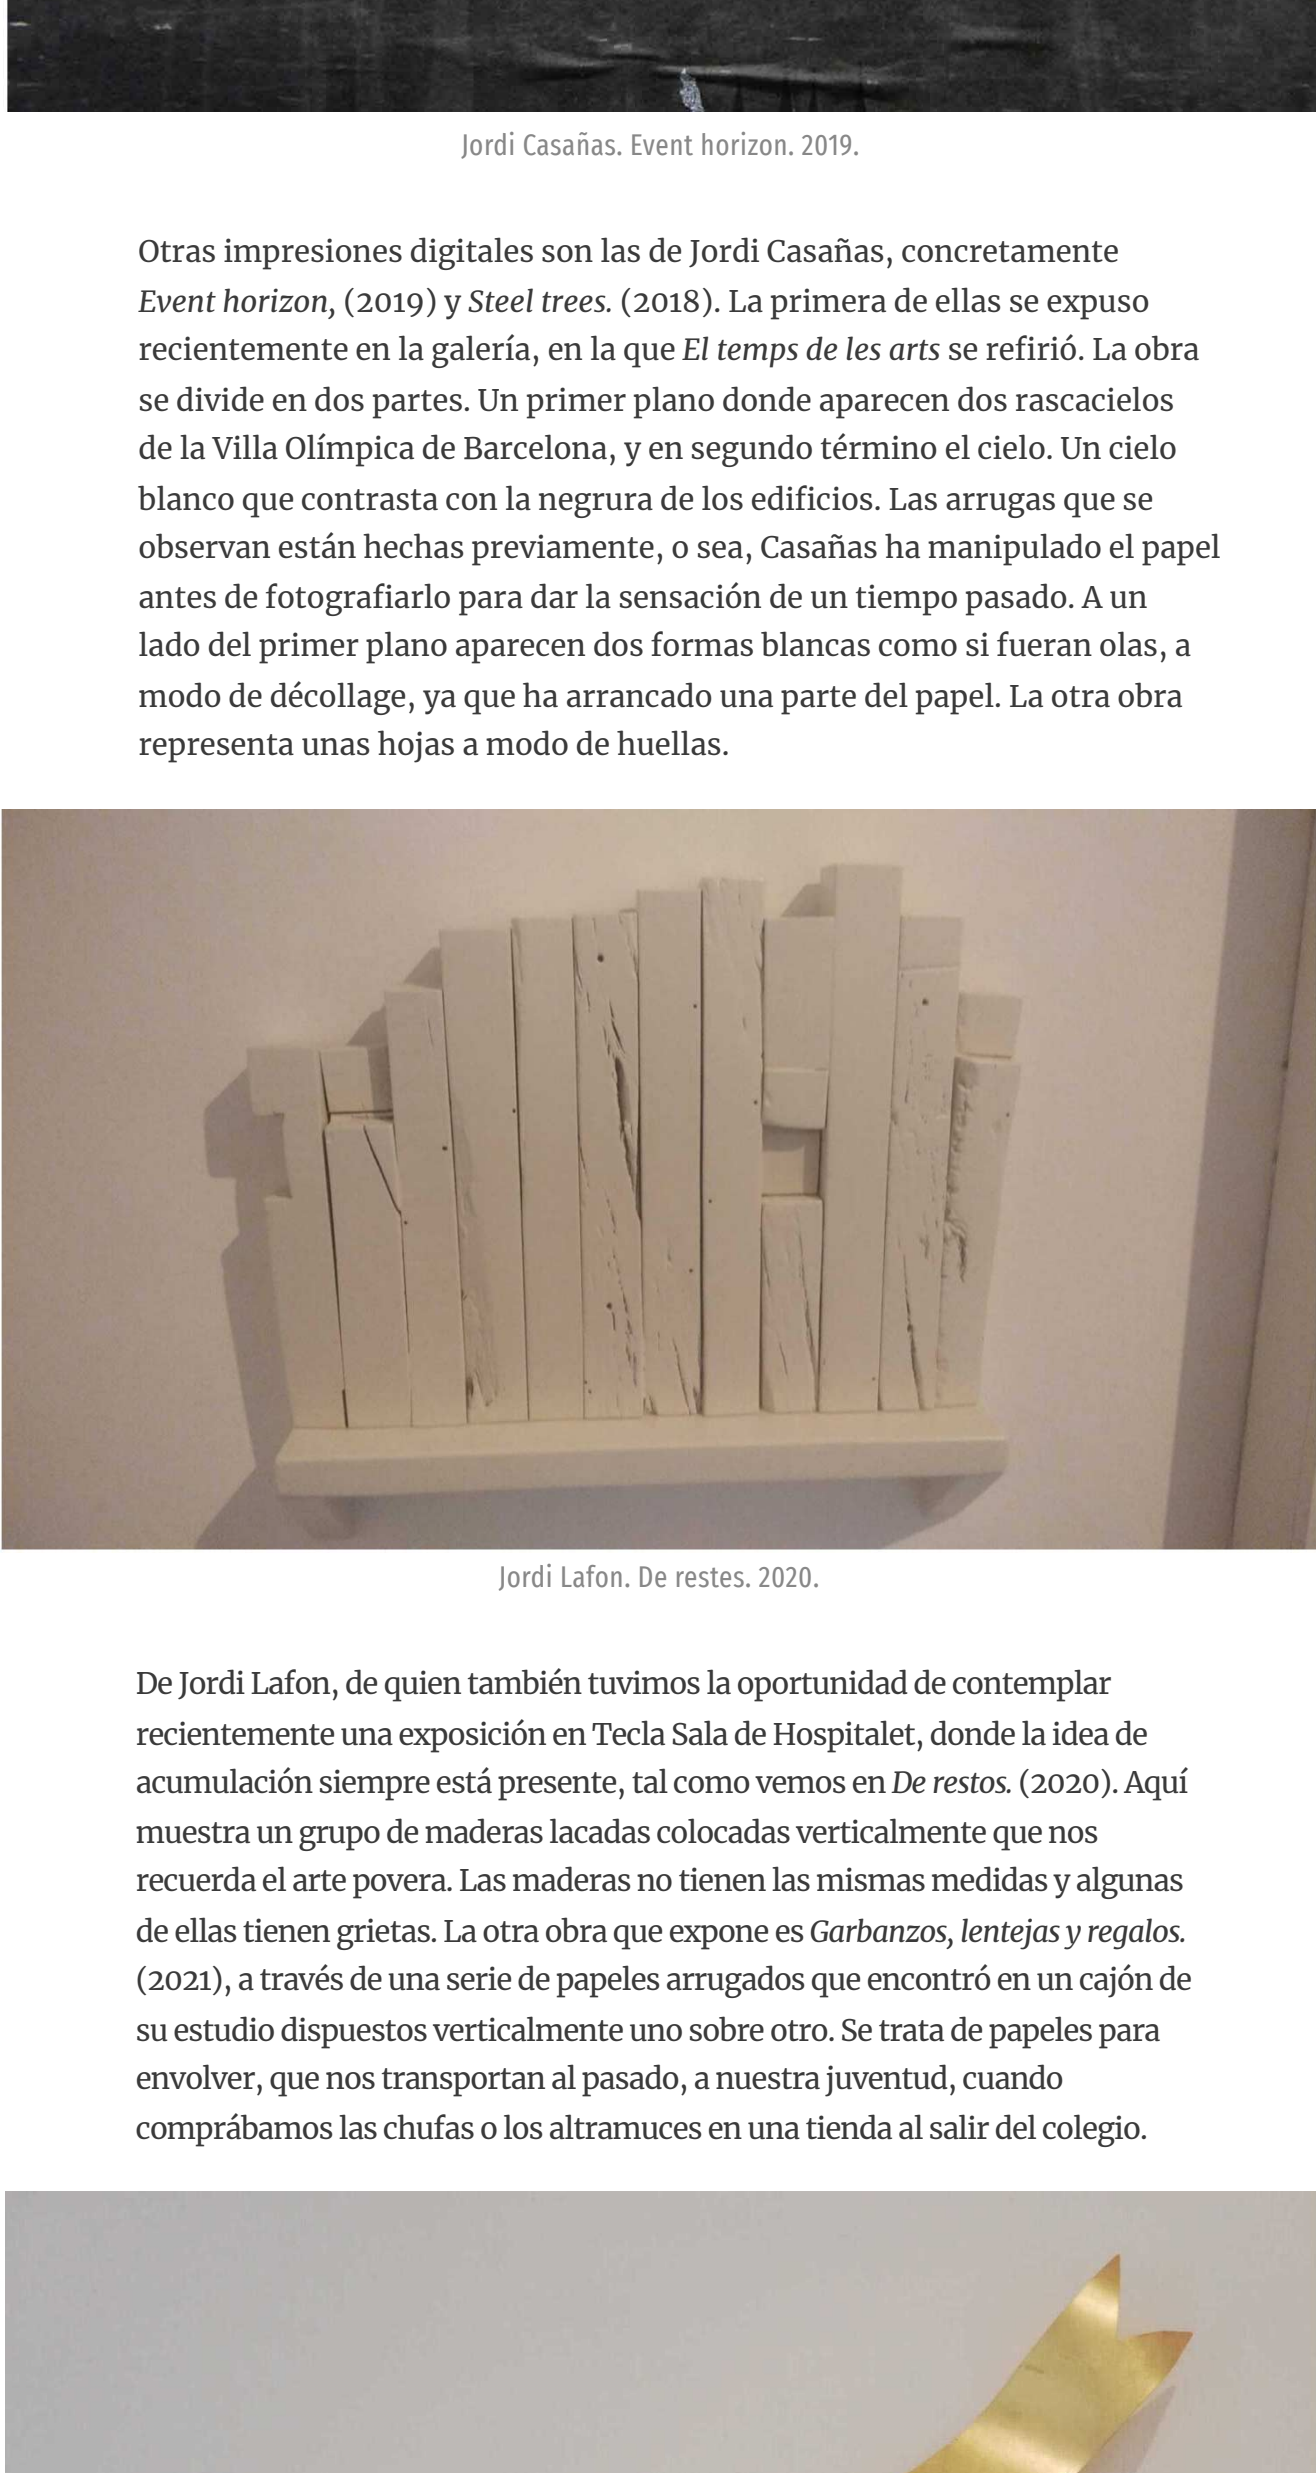 Jordi Casañas. Event horizon. 2019.
Otras impresiones digitales son las de Jordi Casañas, concretamente
Event horizon, (2019) y Steel trees. (2018). La primera de ellas se expuso
recientemente en la galería, en la que El temps de les arts se refirió. La obra
se divide en dos partes. Un primer plano donde aparecen dos rascacielos
de la Villa Olímpica de Barcelona, y en segundo término el cielo. Un cielo
blanco que contrasta con la negrura de los edificios. Las arrugas que se
observan están hechas previamente, o sea, Casañas ha manipulado el papel
antes de fotografiarlo para dar la sensación de un tiempo pasado. A un
lado del primer plano aparecen dos formas blancas como si fueran olas, a
modo de décollage, ya que ha arrancado una parte del papel. La otra obra
representa unas hojas a modo de huellas.
Jordi Lafon. De restes. 2020.
De Jordi Lafon, de quien también tuvimos la oportunidad de contemplar
recientemente una exposición en Tecla Sala de Hospitalet, donde la idea de
acumulación siempre está presente, tal como vemos en De restos. (2020). Aquí
muestra un grupo de maderas lacadas colocadas verticalmente que nos
recuerda el arte povera. Las maderas no tienen las mismas medidas y algunas
de ellas tienen grietas. La otra obra que expone es Garbanzos, lentejas y regalos.
(2021), a través de una serie de papeles arrugados que encontró en un cajón de
su estudio dispuestos verticalmente uno sobre otro. Se trata de papeles para
envolver, que nos transportan al pasado, a nuestra juventud, cuando
comprábamos las chufas o los altramuces en una tienda al salir del colegio.